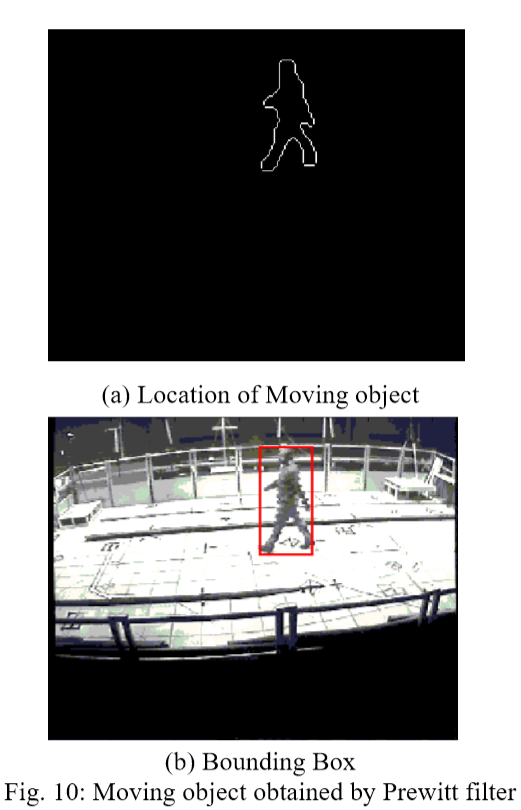 (a) Location of Moving object
(b) Bounding Box
Fig. 10: Moving object obtained by Prewitt filter